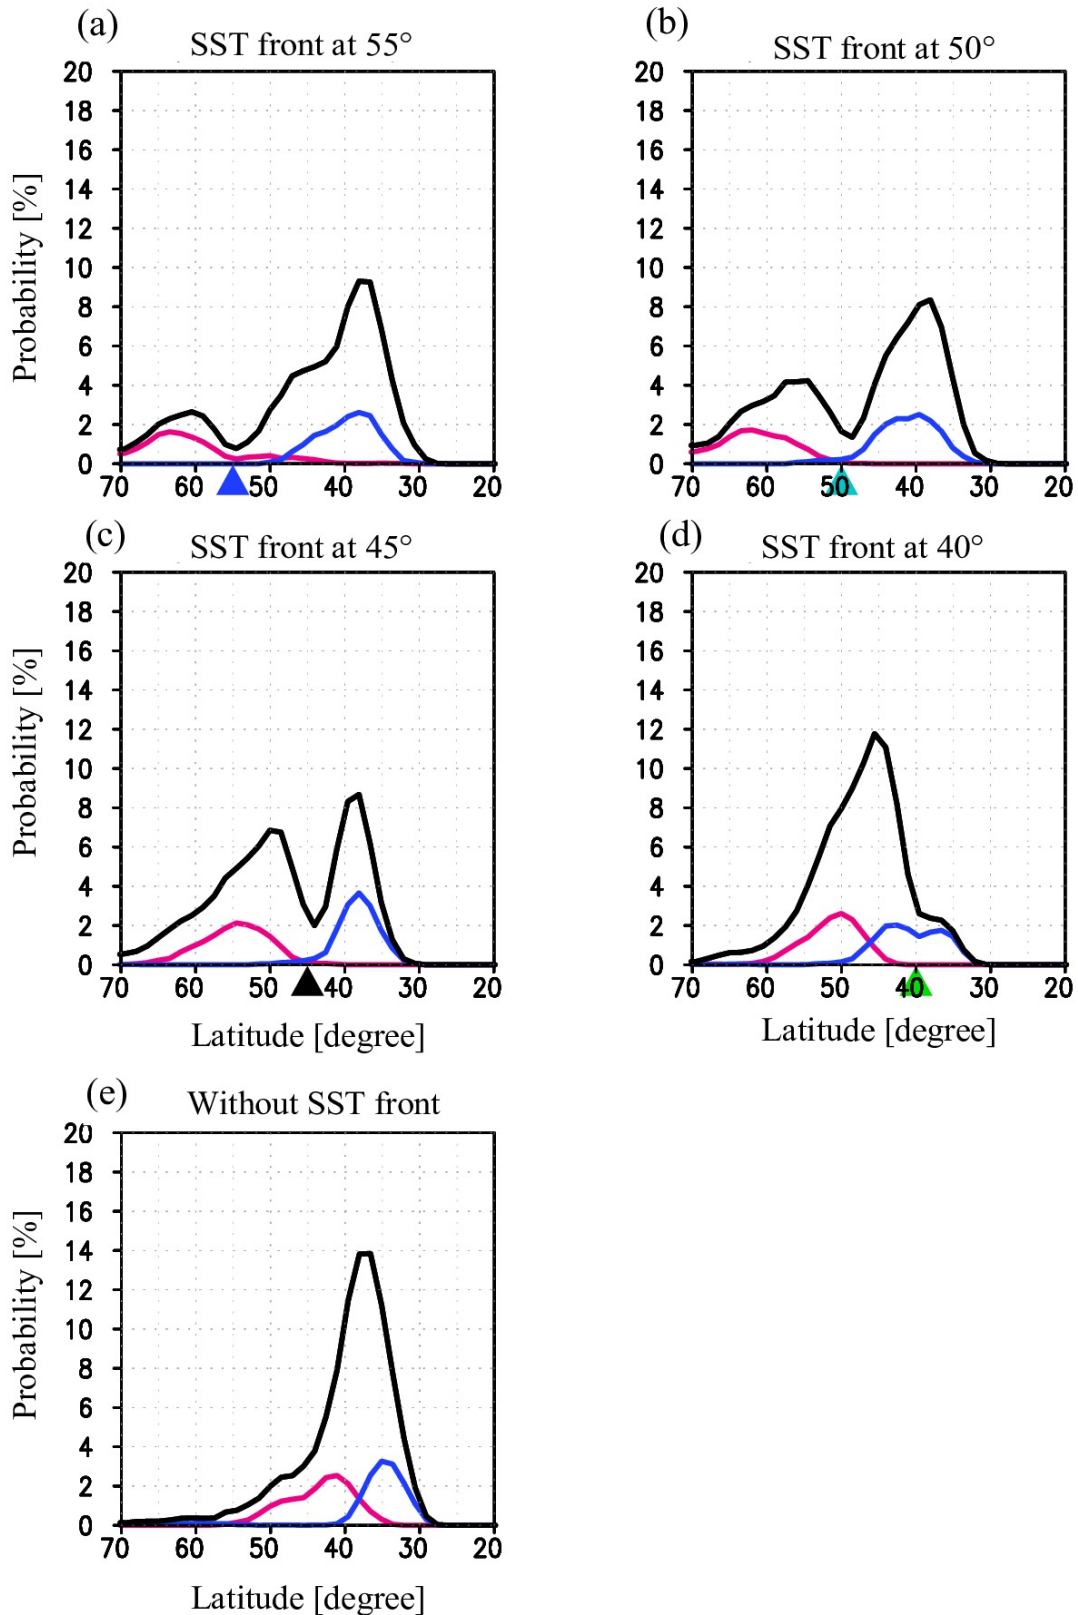 (a)
SST front at 55°
Probability [%]
20
18
16
14
12
10
8
6
4
2
0
70 60 50 40 30 20
(b)
SST front at 50°
20
18
16
14
12
10
8
6
4
2
0
70 60 50 40 30 20
(c)
SST front at 45°
Probability [%]
20
18
16
14
12
10
8
6
4
2
0
70 60 50 40 30 20
Latitude [degree]
(d)
SST front at 40°
20
18
16
14
12
10
8
6
4
2
0
70 60 50 40 30 20
Latitude [degree]
(e)
Without SST front
Probability [%]
20
18
16
14
12
10
8
6
4
2
0
70 60 50 40 30 20
Latitude [degree]